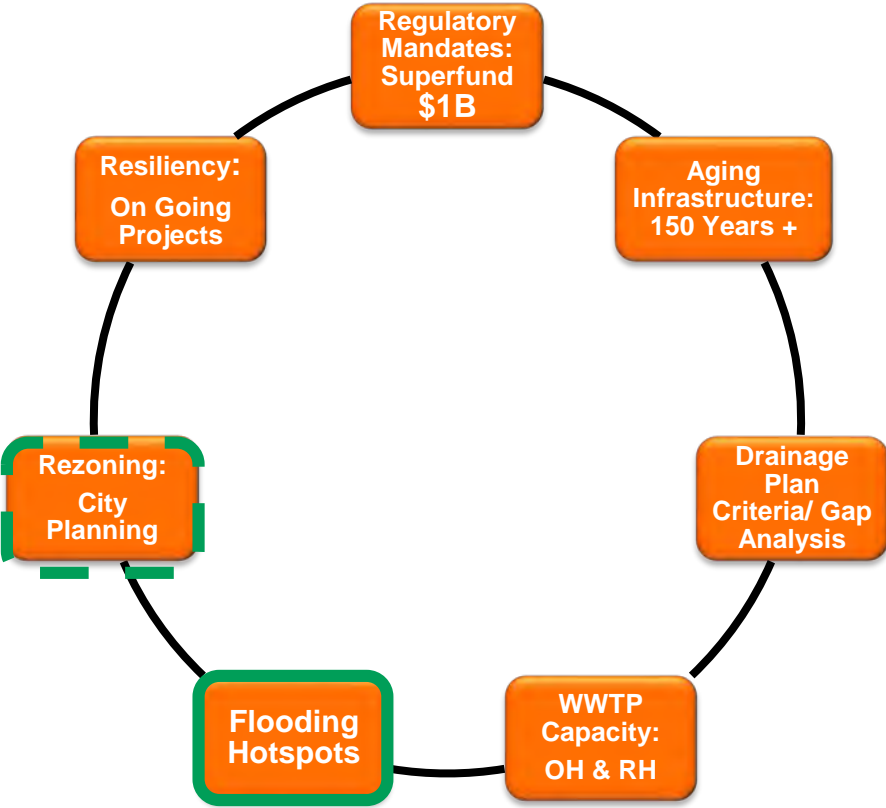 Regulatory
Mandates:
Superfund
$1B
Aging
Infrastructure:
150 Years +
Drainage
Plan
Criteria/ Gap
Analysis
WWTP
Capacity:
OH & RH
Flooding
Hotspots
Rezoning:
City
Planning
Resiliency:
On Going
Projects